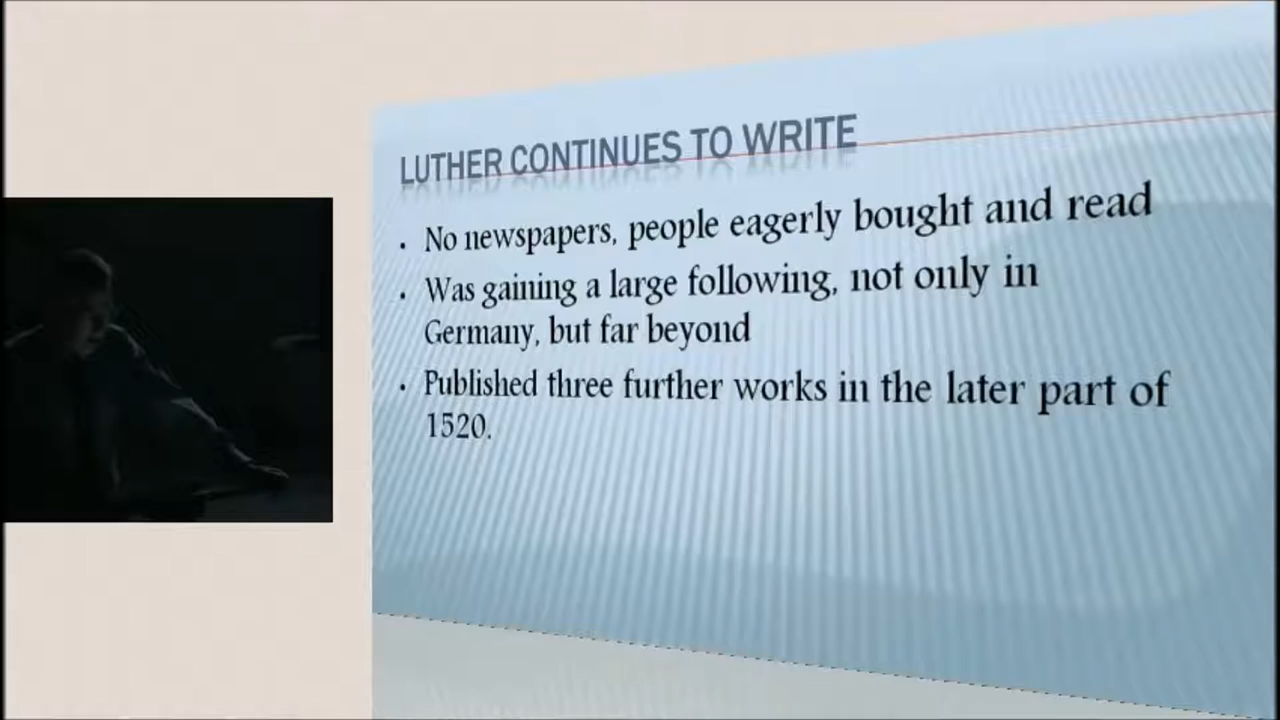 LUTHER CONTINUES TO WRITE
• No newspapers, people eagerly bought and read
• Was gaining a large following, not only in
Germany, but far beyond
• Published three further works in the later part of
1520.